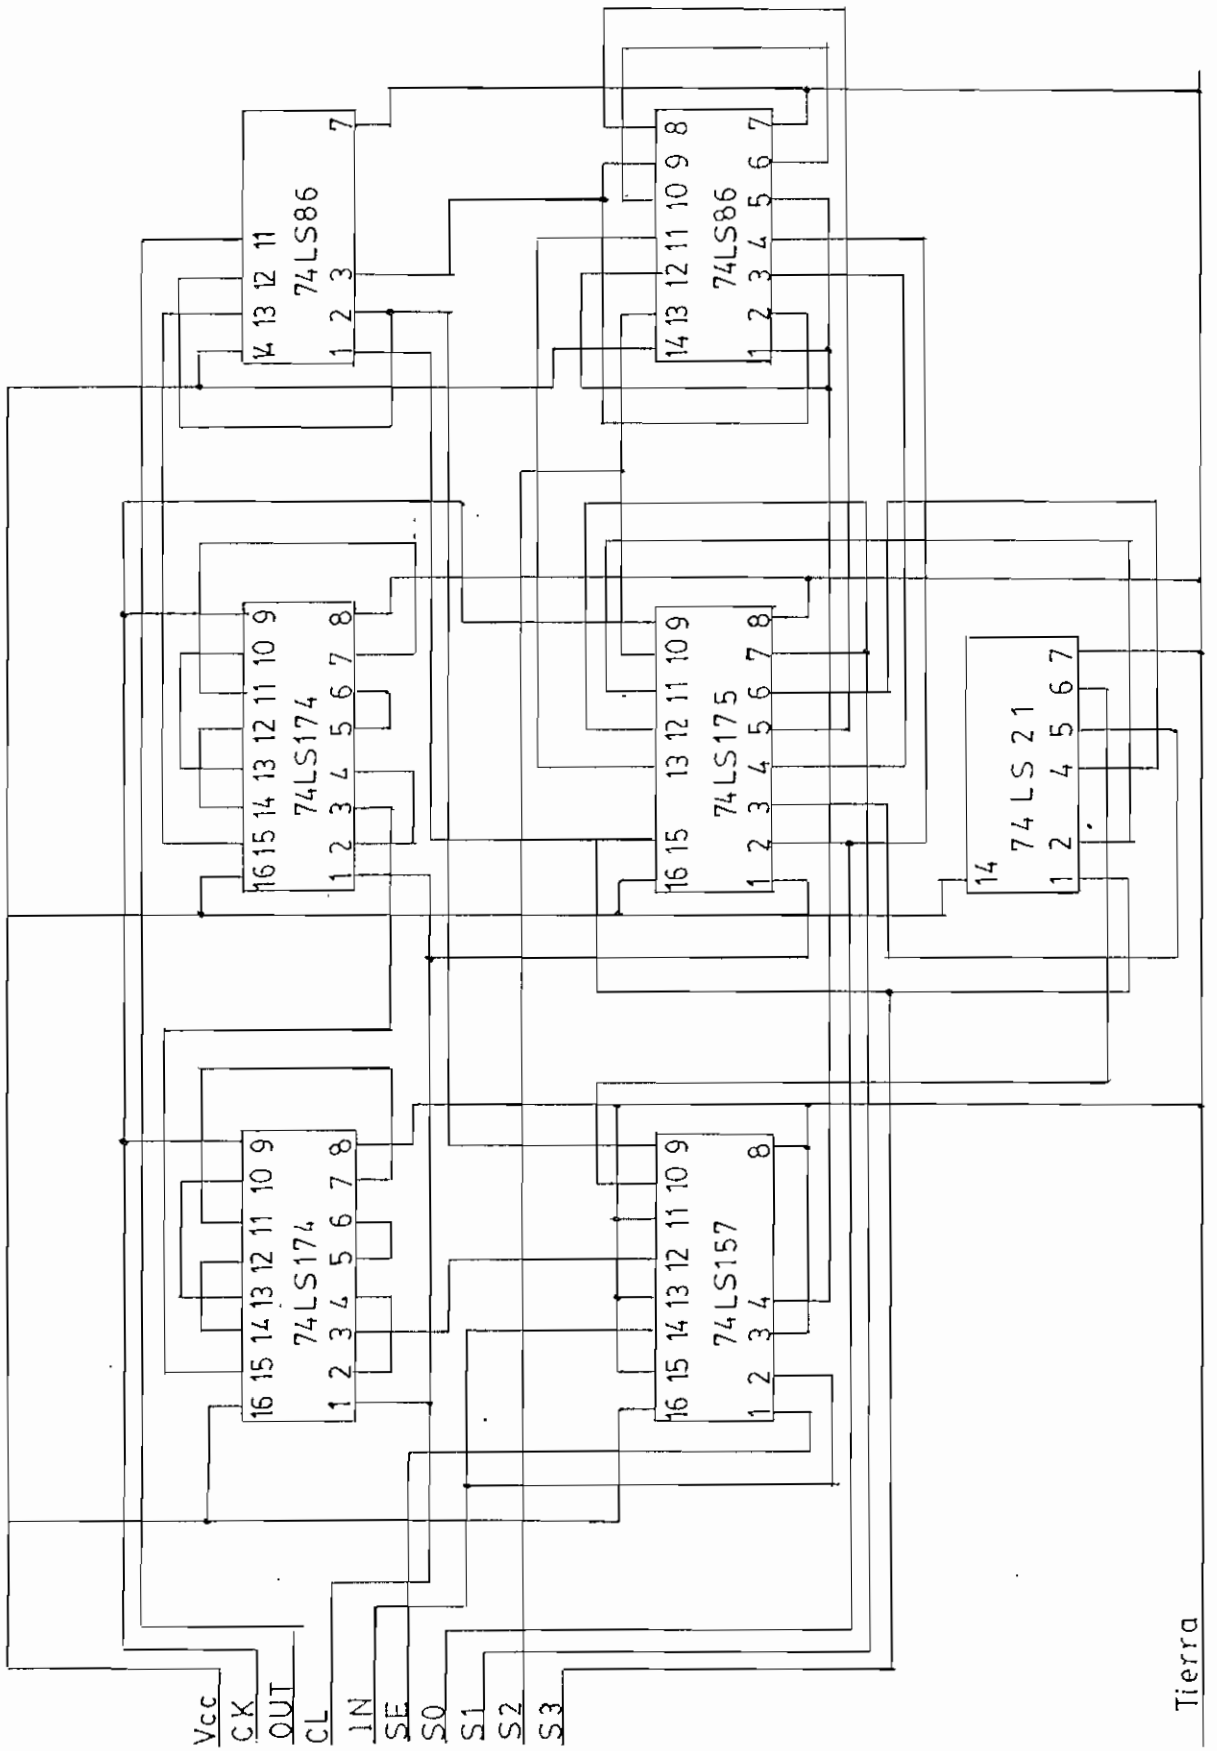 14 13 12 11
74LS86
1 2 3 7
14 13 12 11 10 9 8
74LS86
1 2 3 4 5 6 7
16 15 14 13 12 11 10 9
74LS174
1 2 3 4 5 6 7 8
16 15 13 12 11 10 9
74LS175
1 2 3 4 5 6 7 8
14
74LS21
1 2 4 5 6 7
16 15 14 13 12 11 10 9
74LS174
1 2 3 4 5 6 7 8
16 15 14 13 12 11 10 9
74LS157
1 2 3 4 8
Vcc
CK
OUT
CL
IN
SE
S0
S1
S2
S3
Tierra